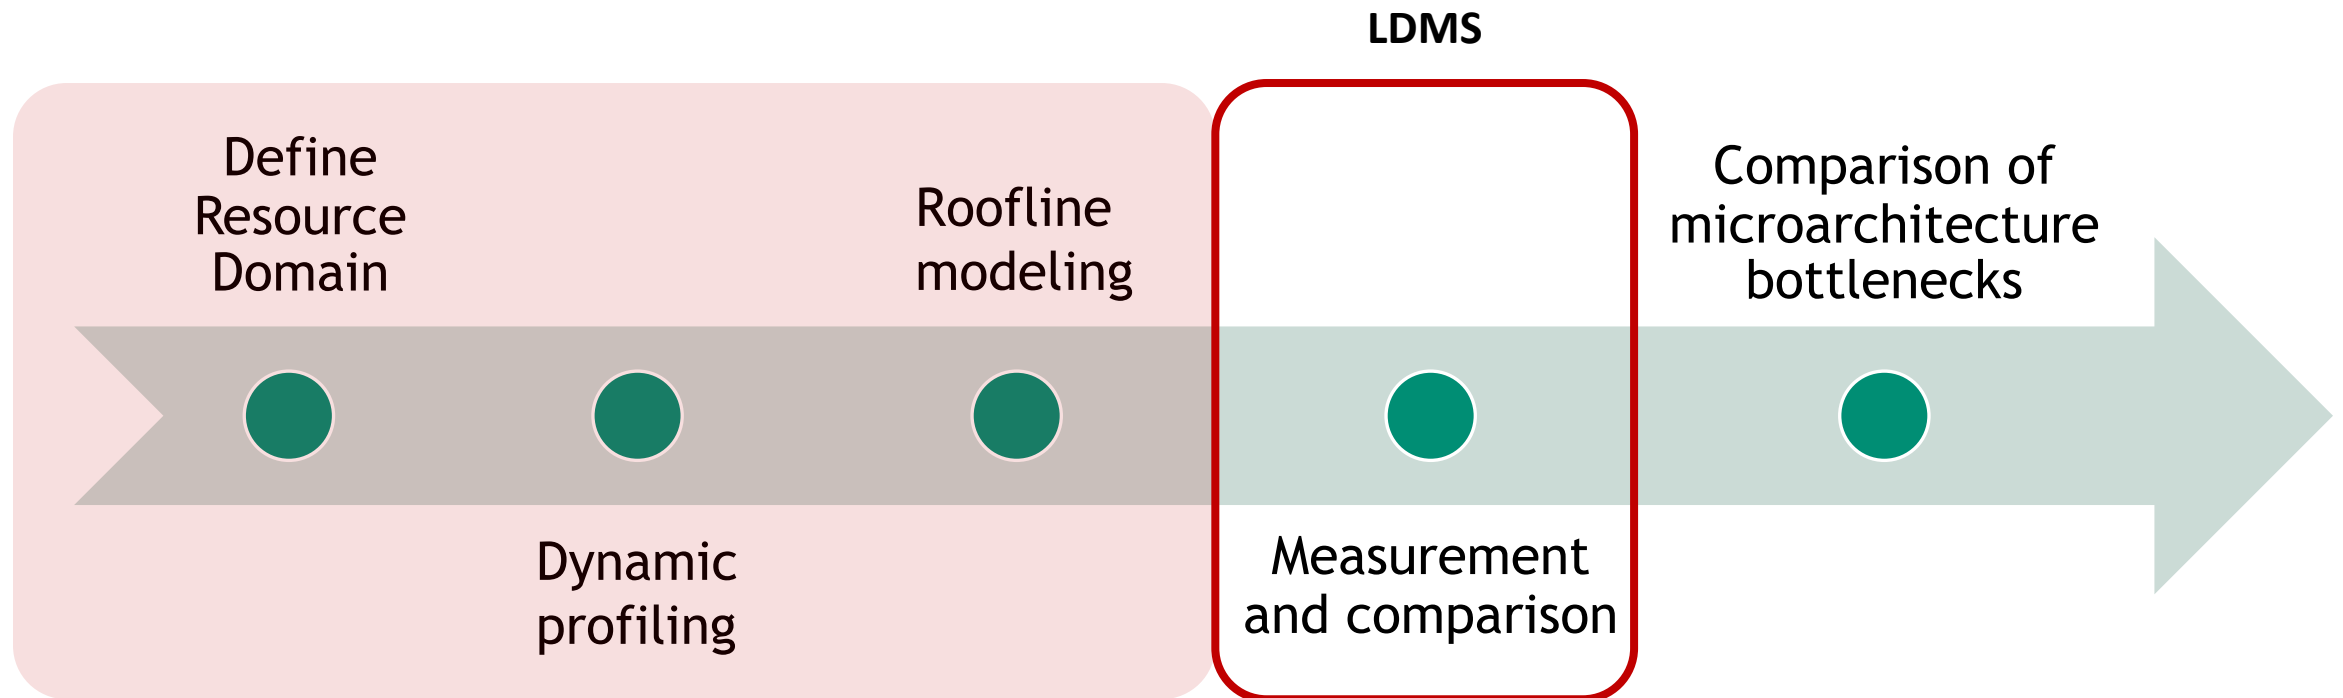 LDMS
Define
Resource
Domain
Dynamic
profiling
Roofline
modeling
Measurement
and comparison
Comparison of
microarchitecture
bottlenecks